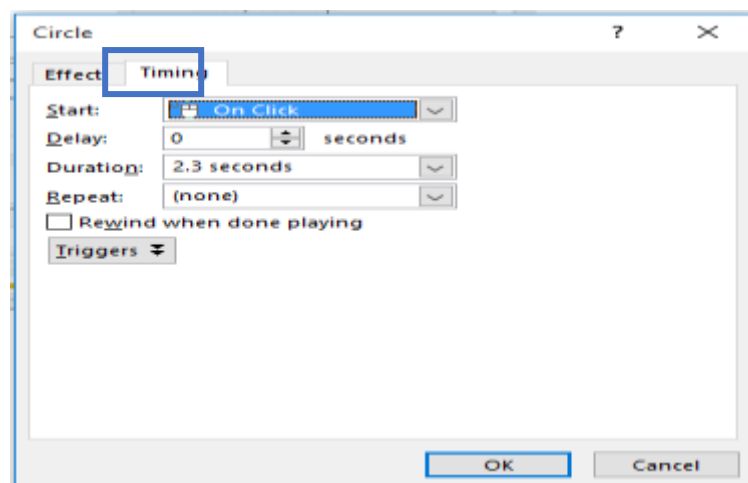 Circle ?
Effect Timing
Start: On Click
Delay: 0 seconds
Duration: 2.3 seconds
Repeat: (none)
Rewind when done playing
Triggers
OK Cancel